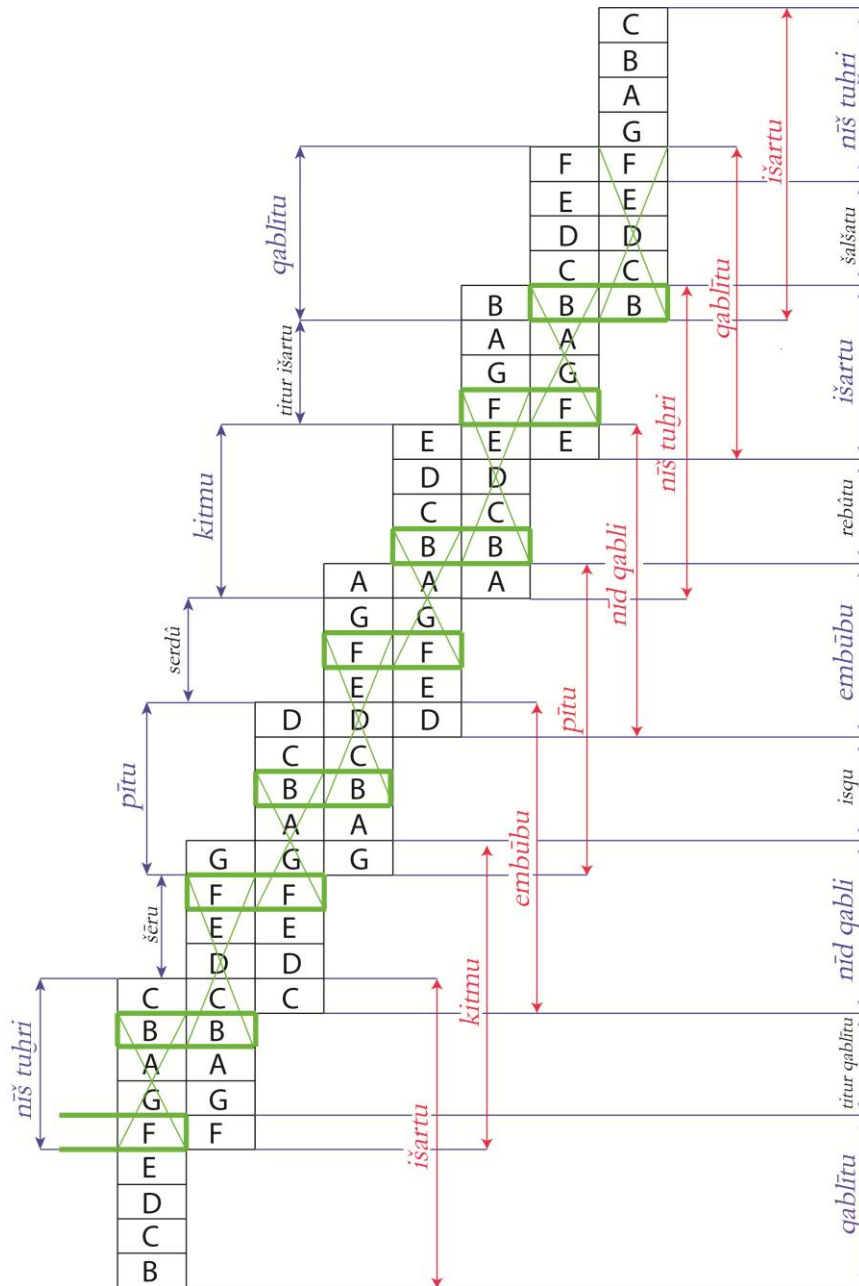 C
B
A
G
F F
E E
D D
C C
B B B
A A
G G
F F
E E E
D D
C C
B B
A A A
G G
F F
E E
D D D
C C
B B
A A
G G G
F F
E E
D D
C C C
B B
A A
G G
F F
E
D
C
B
qablītu
titur išartu
kitmu
serdû
pītu
šēru
nīš tuḫri
išartu
qablītu
nīš tuḫri
nīd qabli
pītu
embūbu
kitmu
išartu
nīš tuḫri
šalšatu
išartu
rebûtu
embūbu
isqu
nīd qabli
titur qablītu
qablītu